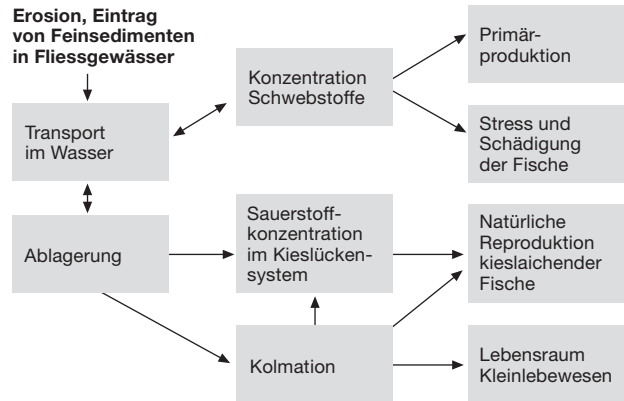 Erosion, Eintrag
von Feinsedimenten
in Fliessgewässer
Transport
im Wasser
Ablagerung
Konzentration
Schwebstoffe
Sauerstoff-
konzentration
im Kieslücken-
system
Kolmation
Primär-
produktion
Stress und
Schädigung
der Fische
Natürliche
Reproduktion
kieslaichender
Fische
Lebensraum
Kleinlebewesen